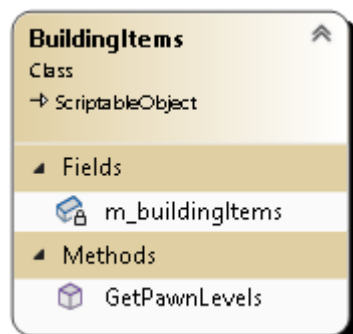 BuildingItems
Class
ScriptableObject
Fields
m_buildingItems
Methods
GetPawnLevels